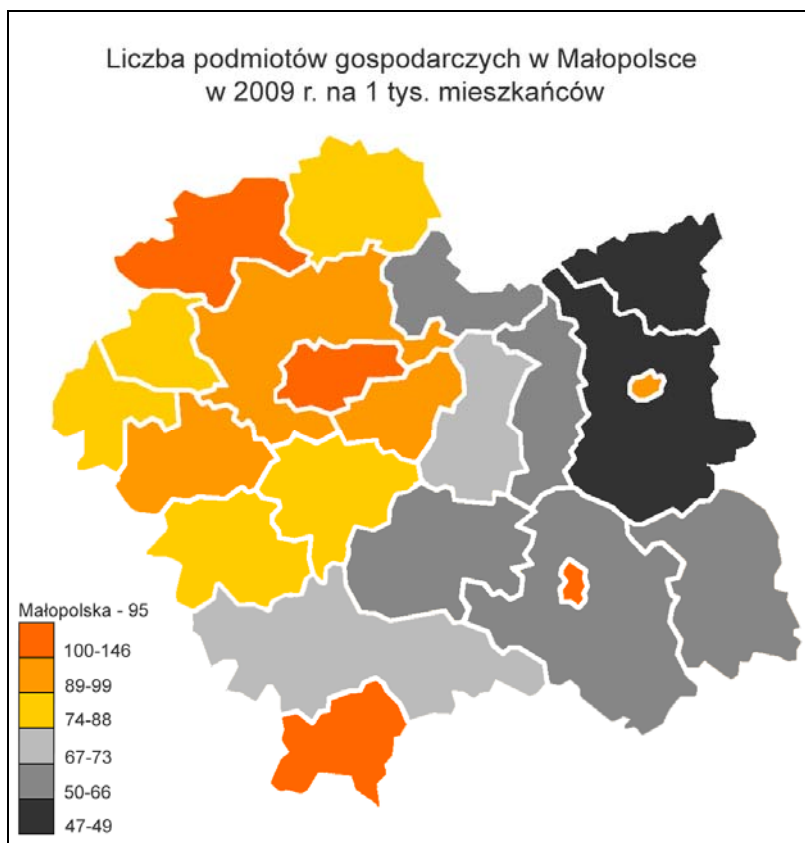 Liczba podmiotów gospodarczych w Małopolsce
w 2009 r. na 1 tys. mieszkańców
Małopolska - 95
100-146
89-99
74-88
67-73
50-66
47-49